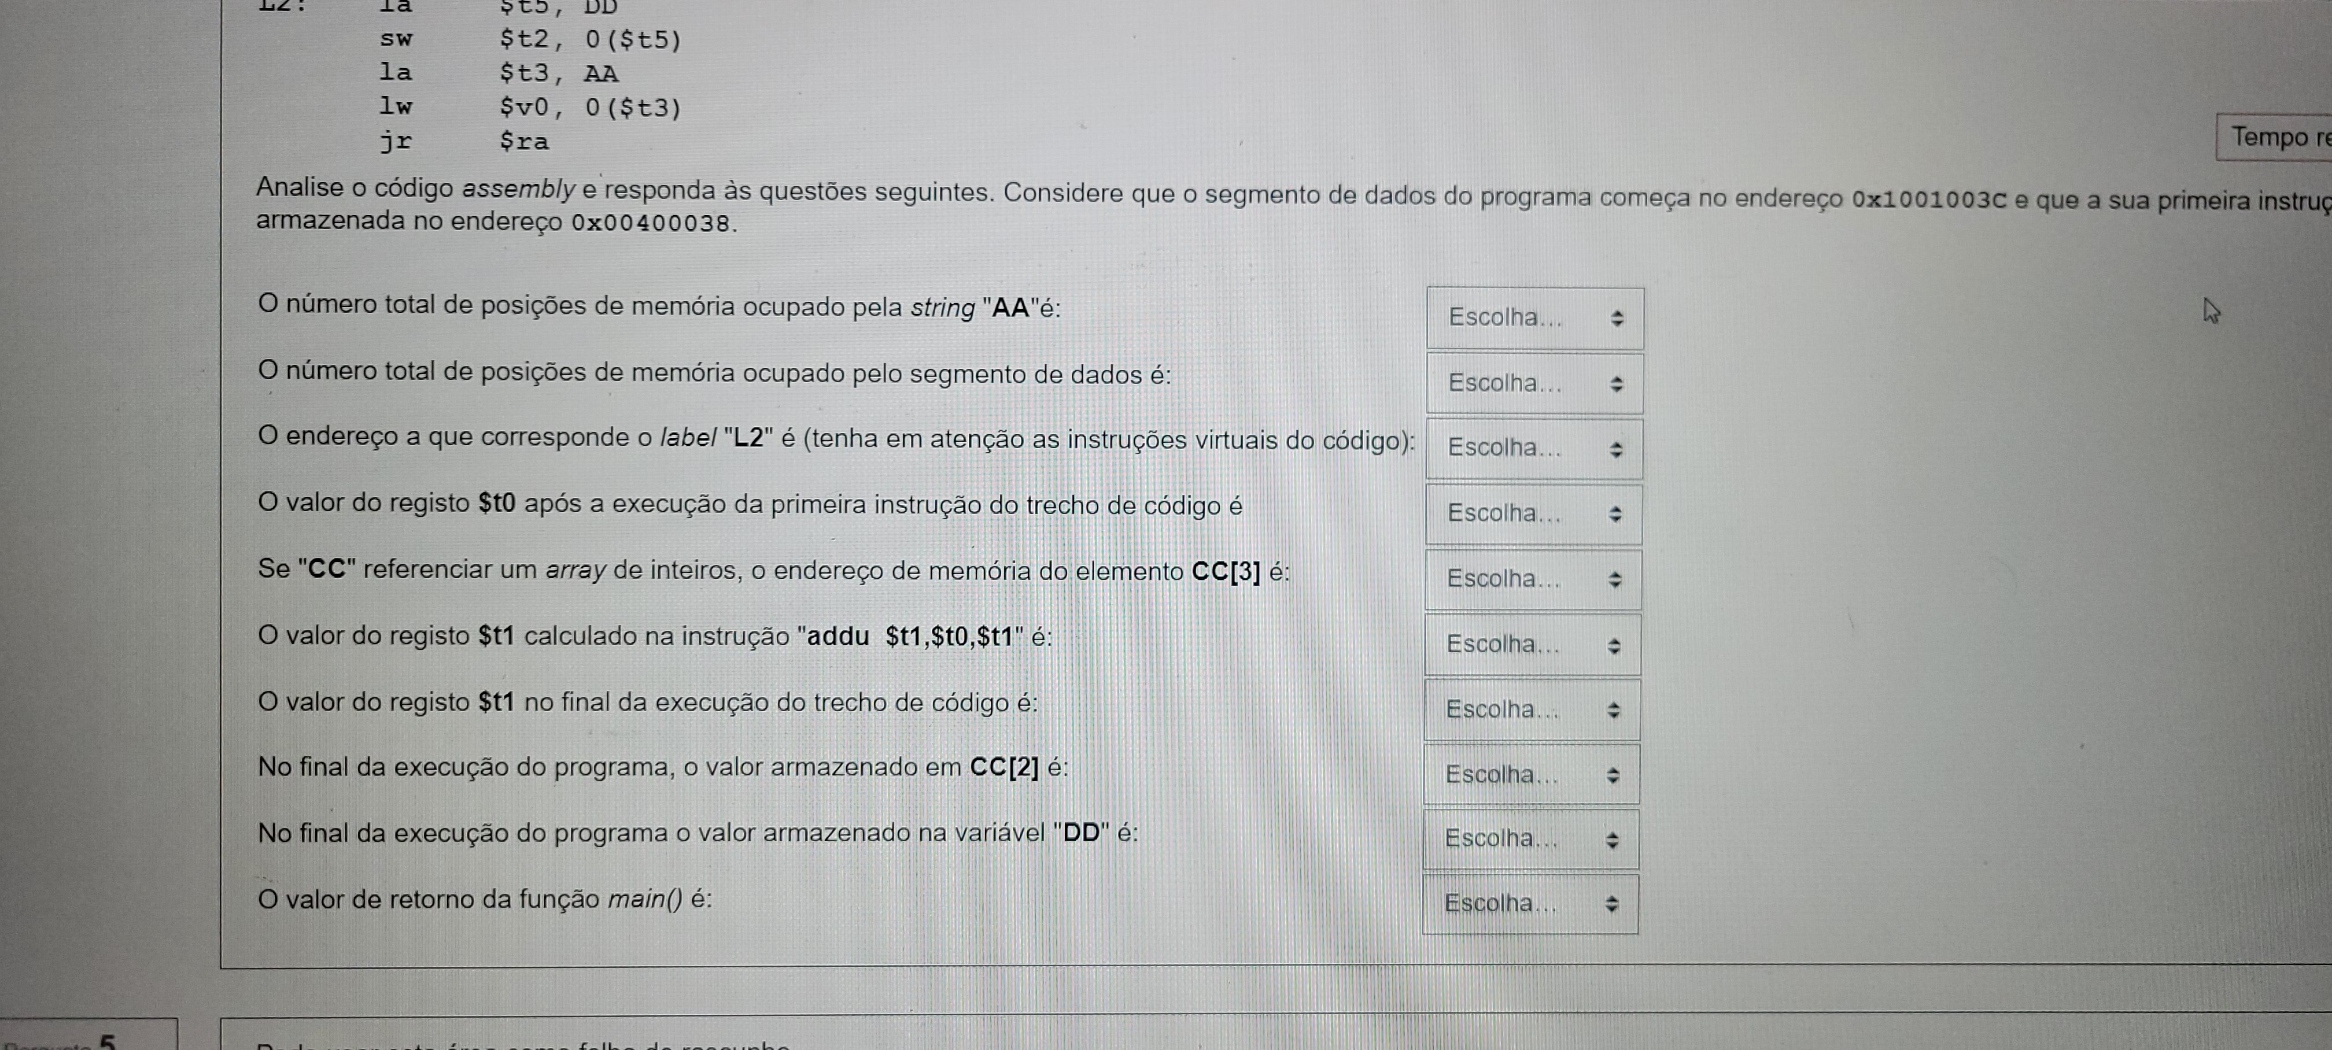 L2: la $t5, DD
sw $t2, 0($t5)
la $t3, AA
lw $v0, 0($t3)
jr $ra
Tempo re
Analise o código assembly e responda às questões seguintes. Considere que o segmento de dados do programa começa no endereço 0x1001003C e que a sua primeira instruç
armazenada no endereço 0x00400038.
O número total de posições de memória ocupado pela string "AA"é: Escolha...
O número total de posições de memória ocupado pelo segmento de dados é: Escolha...
O endereço a que corresponde o label "L2" é (tenha em atenção as instruções virtuais do código): Escolha...
O valor do registo $t0 após a execução da primeira instrução do trecho de código é Escolha...
Se "CC" referenciar um array de inteiros, o endereço de memória do elemento CC[3] é: Escolha...
O valor do registo $t1 calculado na instrução "addu $t1,$t0,$t1" é: Escolha...
O valor do registo $t1 no final da execução do trecho de código é: Escolha...
No final da execução do programa, o valor armazenado em CC[2] é: Escolha...
No final da execução do programa o valor armazenado na variável "DD" é: Escolha...
O valor de retorno da função main() é: Escolha...
5